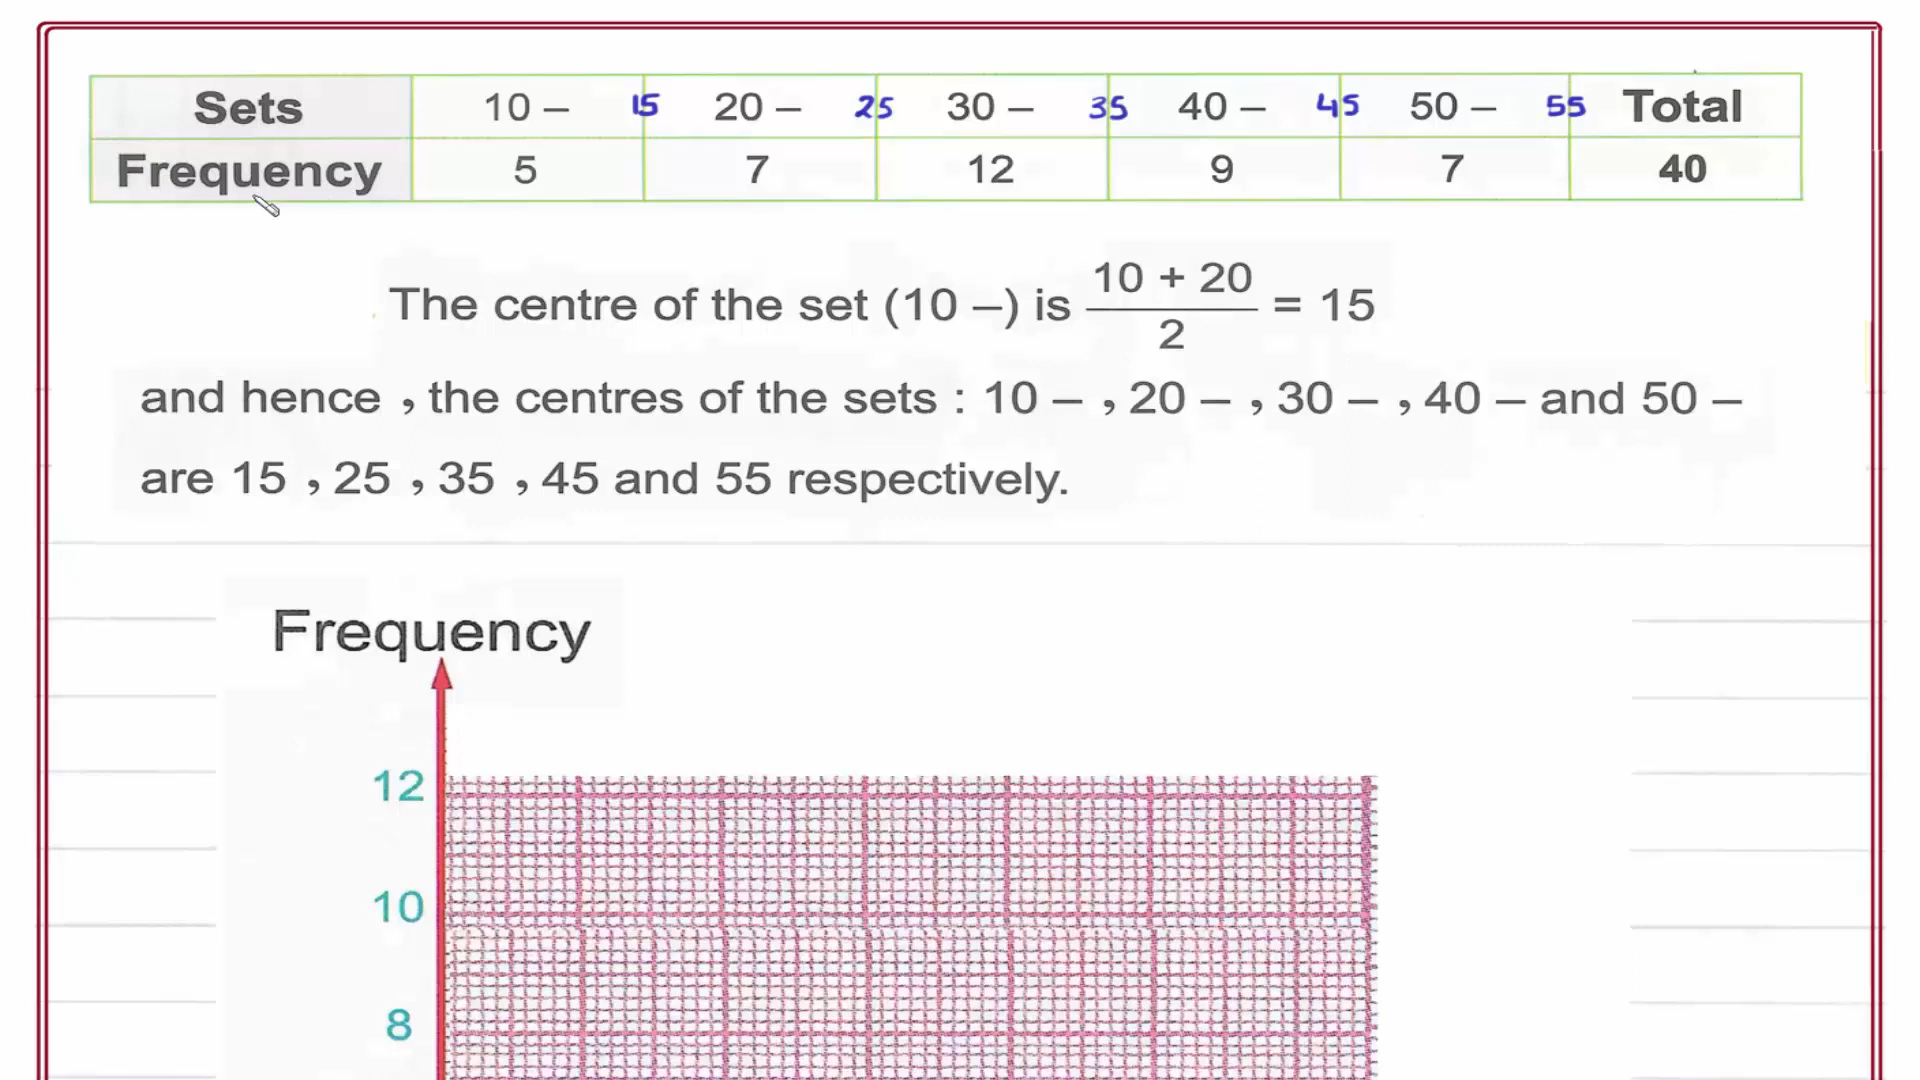 Sets 10 – 15 20 – 25 30 – 35 40 – 45 50 – 55 Total
Frequency 5 7 12 9 7 40
The centre of the set (10 –) is (10 + 20)/2 = 15
and hence , the centres of the sets : 10 – , 20 – , 30 – , 40 – and 50 –
are 15 , 25 , 35 , 45 and 55 respectively.
Frequency
12
10
8